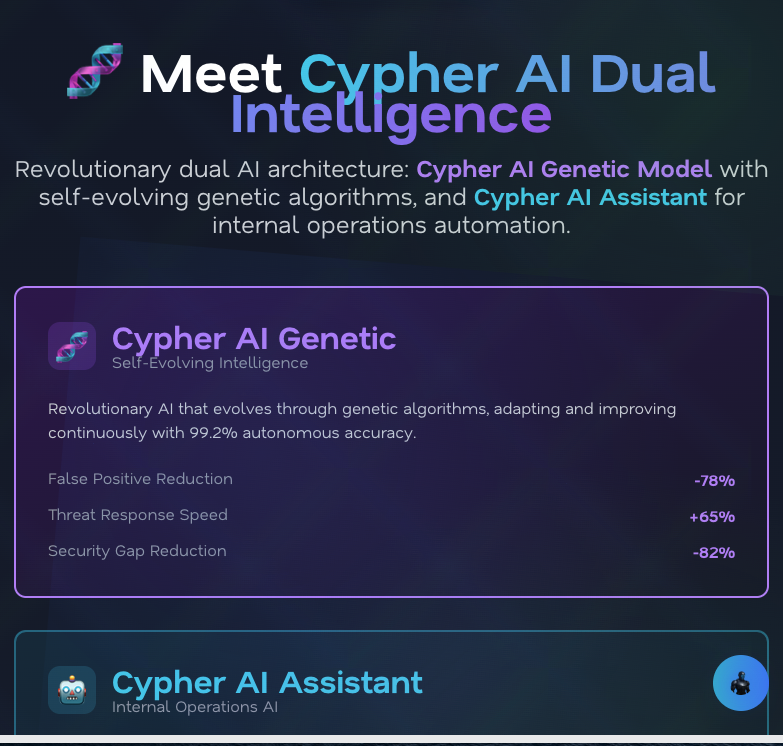 Meet Cypher AI Dual
Intelligence
Revolutionary dual AI architecture: Cypher AI Genetic Model with
self-evolving genetic algorithms, and Cypher AI Assistant for
internal operations automation.
Cypher AI Genetic
Self-Evolving Intelligence
Revolutionary AI that evolves through genetic algorithms, adapting and improving
continuously with 99.2% autonomous accuracy.
False Positive Reduction -78%
Threat Response Speed +65%
Security Gap Reduction -82%
Cypher AI Assistant
Internal Operations AI